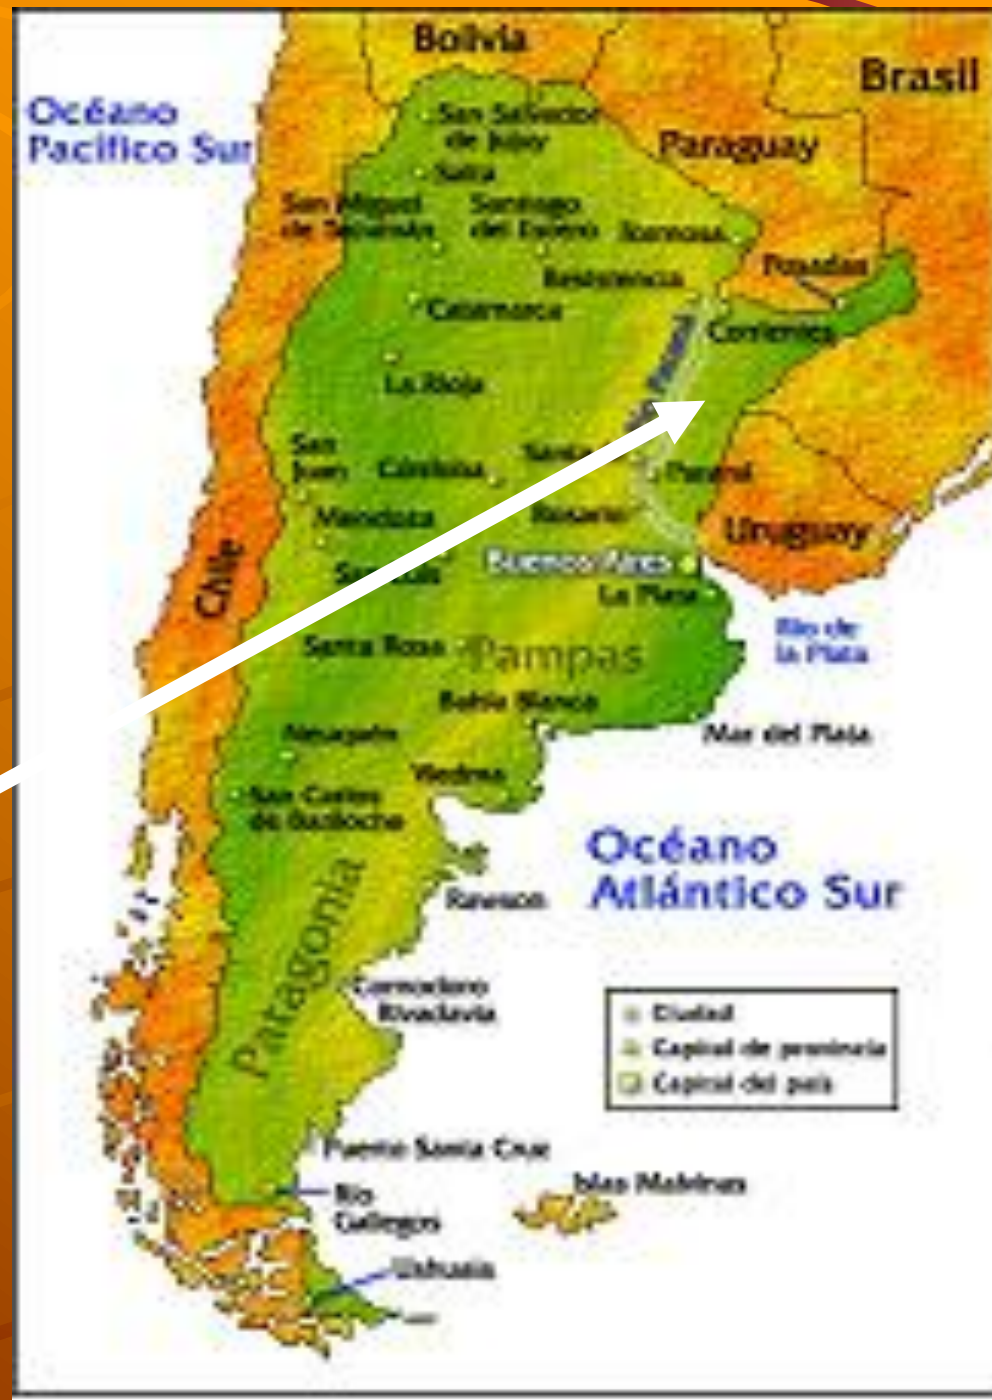 Bolivia
Brasil
Océano
Pacífico Sur
San Salvador
de Jujuy
Paraguay
Salta
San Miguel
de Tucumán
Santiago
del Estero
Formosa
Posadas
Resistencia
Catamarca
Corrientes
Paraná
La Rioja
San
Juan
Córdoba
Santa
Paraná
Mendoza
Rosario
Uruguay
Chile
San Luis
Buenos Aires
La Plata
Río de
la Plata
Santa Rosa
Pampas
Bahía Blanca
Mar del Plata
Neuquén
Viedma
San Carlos
de Bariloche
Océano
Atlántico Sur
Paragonia
Rawson
Comodoro
Rivadavia
Ciudad
Capital de provincia
Capital del país
Puerto Santa Cruz
Islas Malvinas
Río
Gallegos
Ushuaia